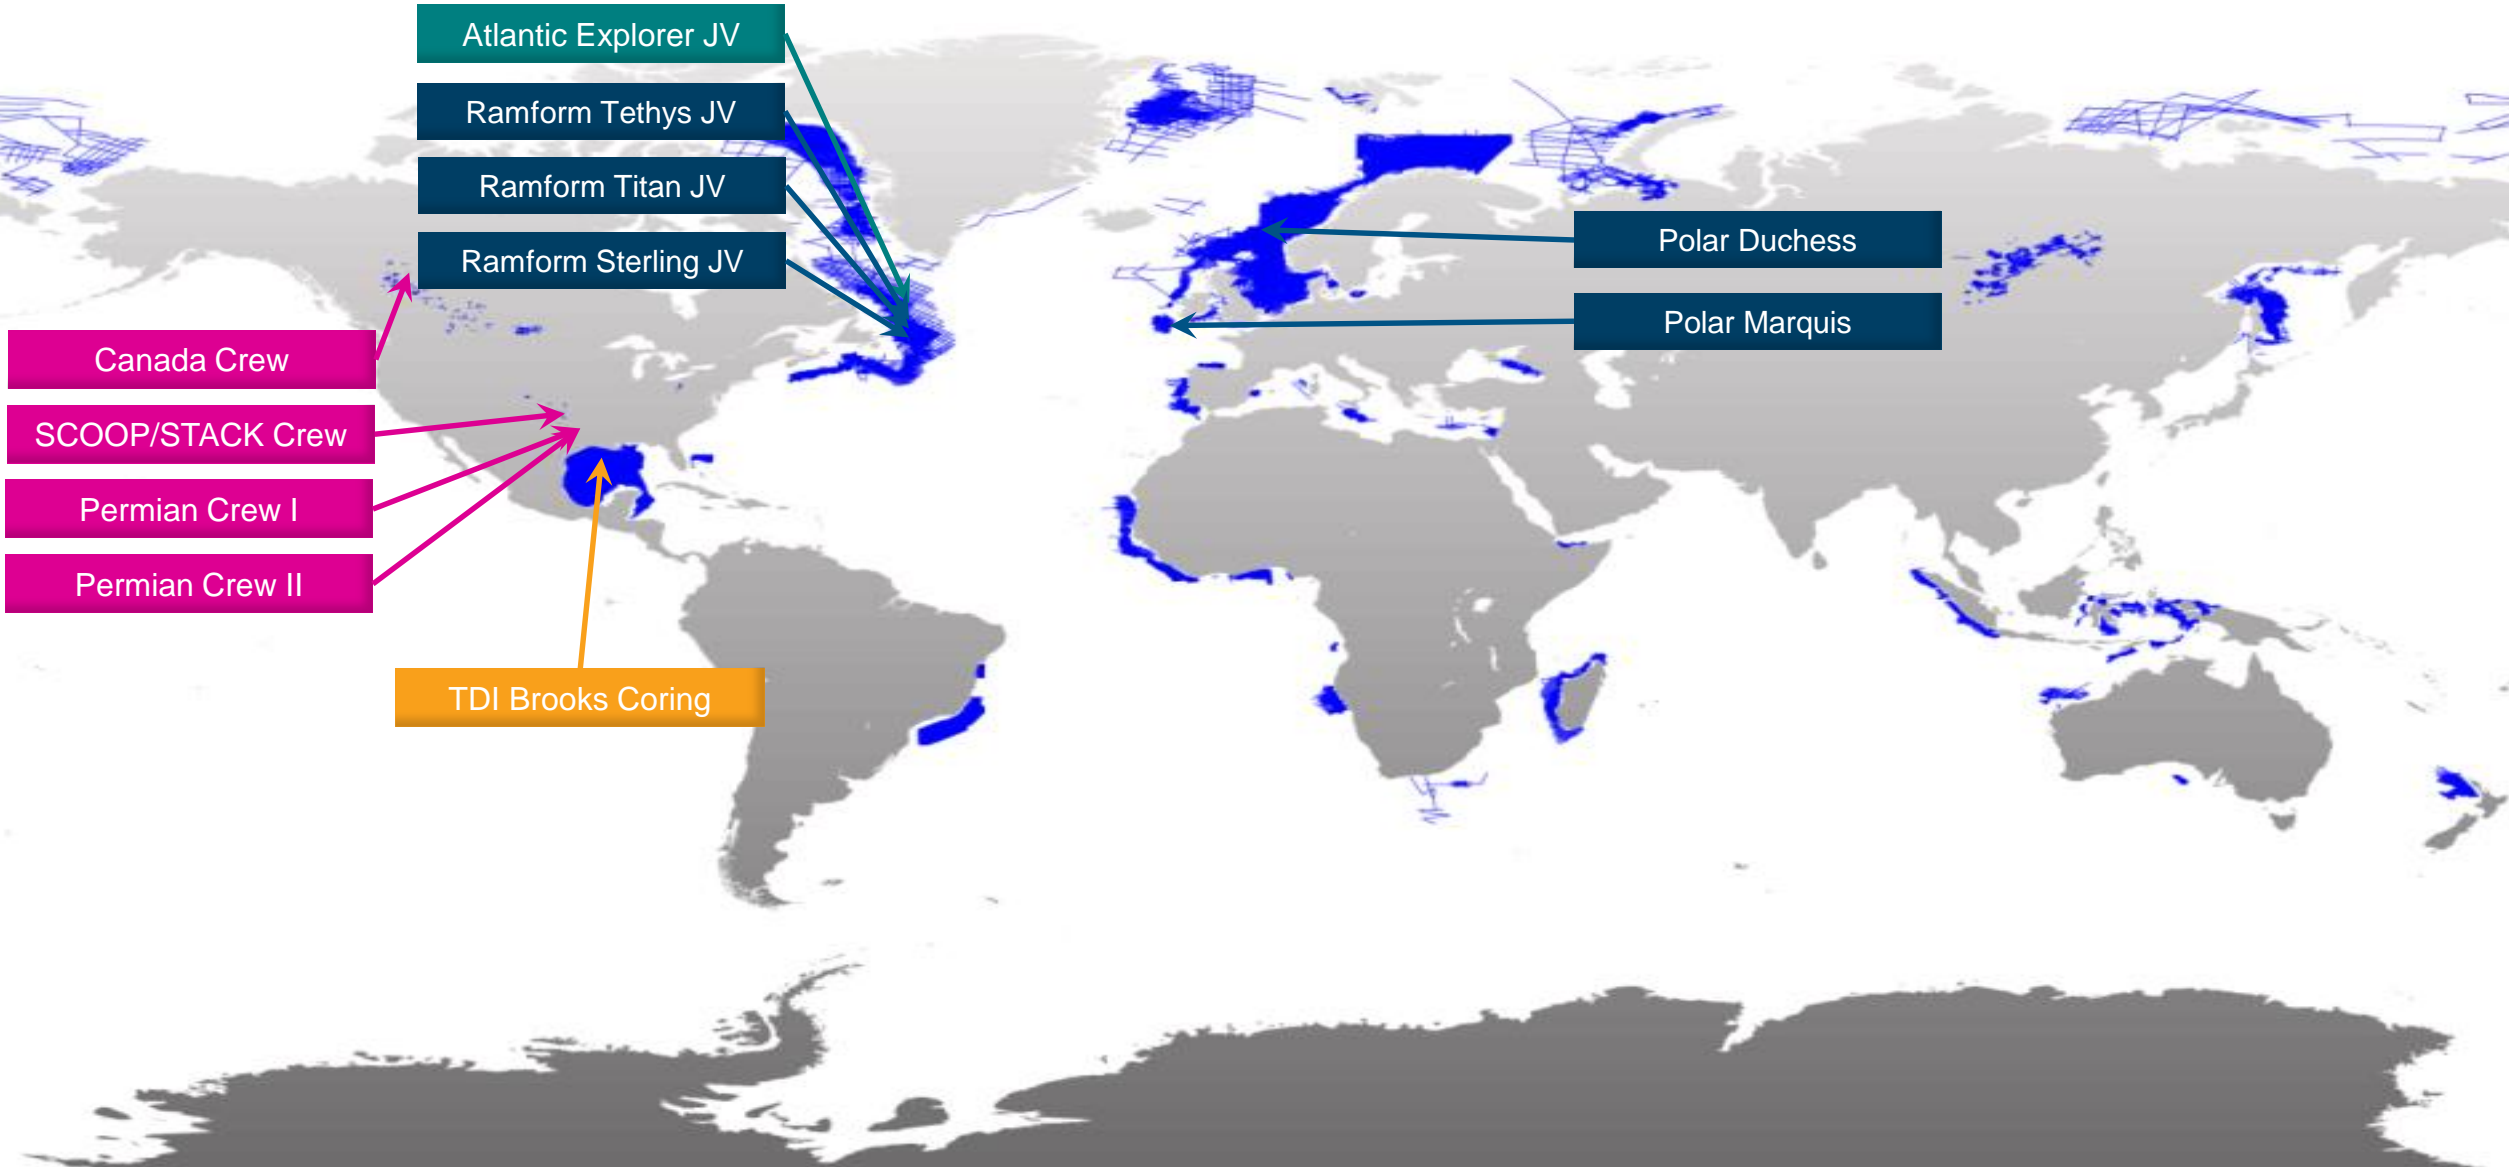 Atlantic Explorer JV
Ramform Tethys JV
Ramform Titan JV
Ramform Sterling JV
Polar Duchess
Polar Marquis
Canada Crew
SCOOP/STACK Crew
Permian Crew I
Permian Crew II
TDI Brooks Coring